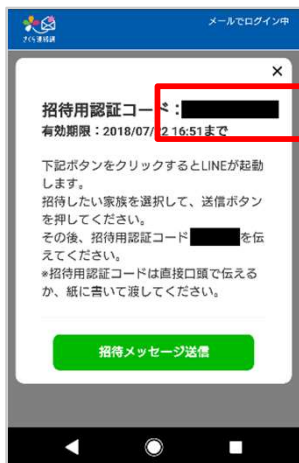 さくら連絡網
メールでログイン中
×
招待用認証コード：
有効期限：2018/07/22 16:51まで
下記ボタンをクリックするとLINEが起動
します。
招待したい家族を選択して、送信ボタン
を押してください。
その後、招待用認証コード を伝
えてください。
*招待用認証コードは直接口頭で伝える
か、紙に書いて渡してください。
招待メッセージ送信